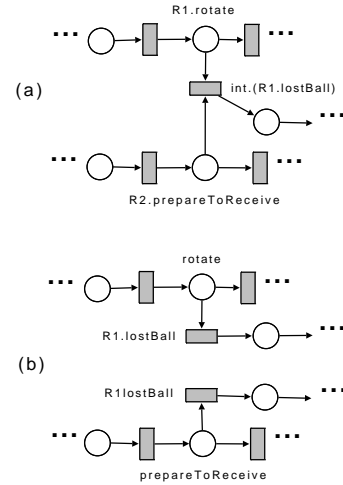 R1.rotate
(a)
int.(R1.lostBall)
R2.prepareToReceive
rotate
R1.lostBall
(b)
R1lostBall
prepareToReceive